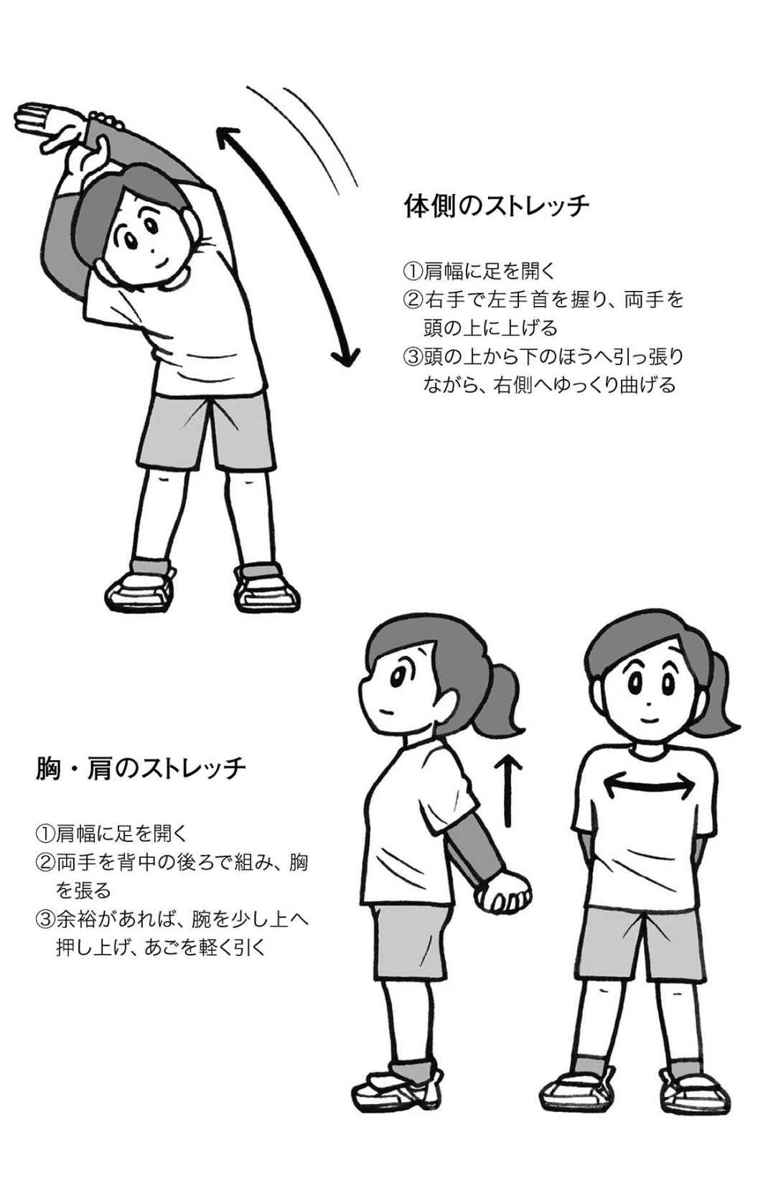 体側のストレッチ
①肩幅に足を開く
②右手で左手首を握り、両手を
頭の上に上げる
③頭の上から下のほうへ引っ張り
ながら、右側へゆっくり曲げる
胸・肩のストレッチ
①肩幅に足を開く
②両手を背中の後ろで組み、胸
を張る
③余裕があれば、腕を少し上へ
押し上げ、あごを軽く引く